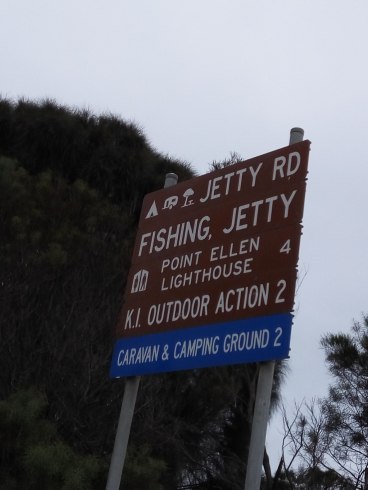 JETTY RD
FISHING, JETTY
POINT ELLEN 4
LIGHTHOUSE
K.I. OUTDOOR ACTION 2
CARAVAN & CAMPING GROUND 2